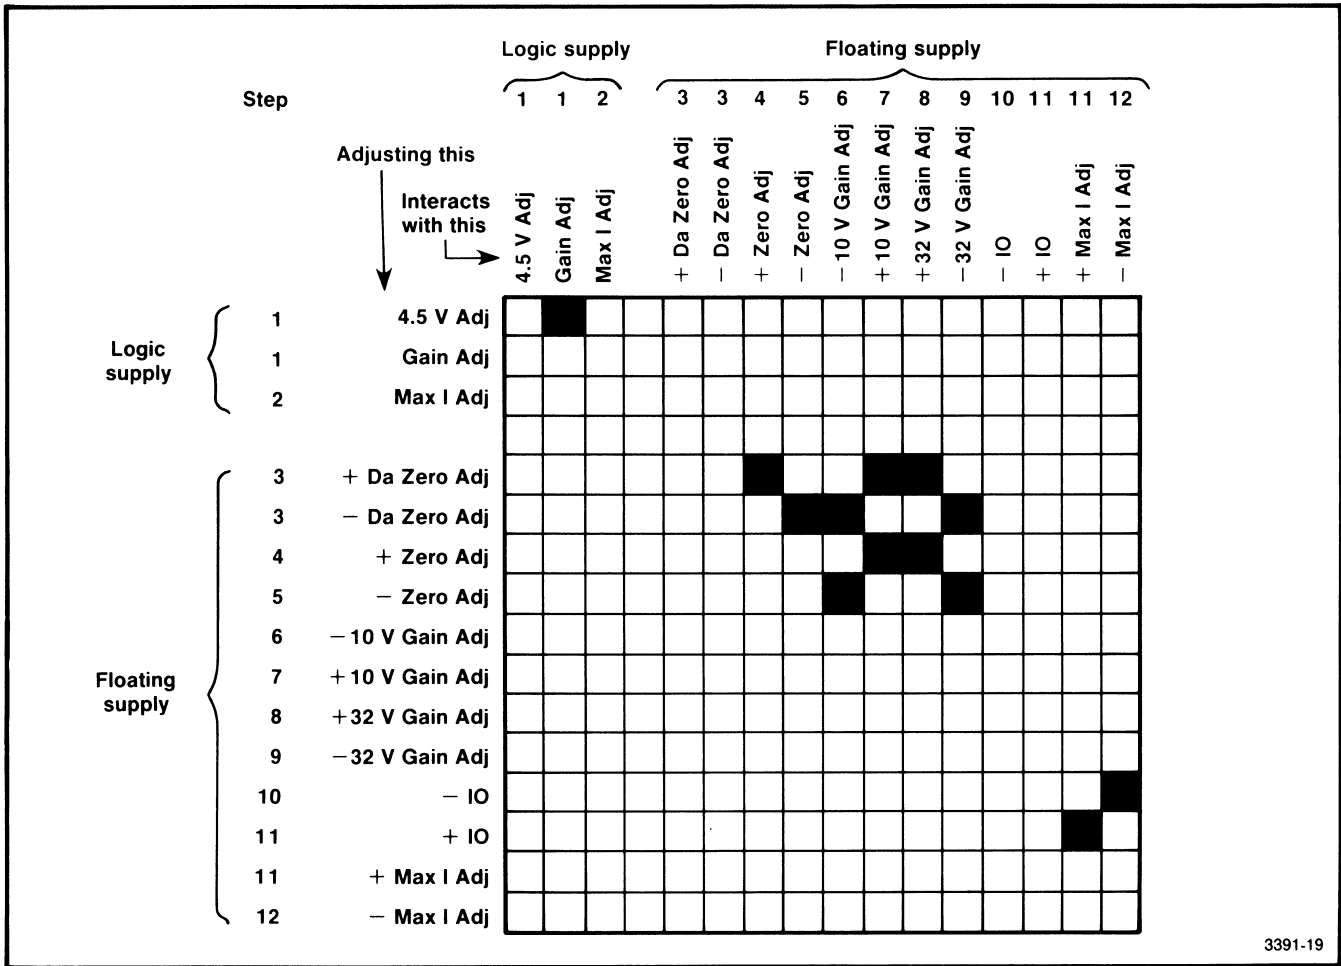 Logic supply Floating supply
Step 1 1 2 3 3 4 5 6 7 8 9 10 11 11 12
Adjusting this
Interacts
with this
4.5 V Adj
Gain Adj
Max I Adj
+ Da Zero Adj
− Da Zero Adj
+ Zero Adj
− Zero Adj
−10 V Gain Adj
+10 V Gain Adj
+32 V Gain Adj
−32 V Gain Adj
− IO
+ IO
+ Max I Adj
− Max I Adj
Logic
supply
1 4.5 V Adj
1 Gain Adj
2 Max I Adj
Floating
supply
3 + Da Zero Adj
3 − Da Zero Adj
4 + Zero Adj
5 − Zero Adj
6 −10 V Gain Adj
7 +10 V Gain Adj
8 +32 V Gain Adj
9 −32 V Gain Adj
10 − IO
11 + IO
11 + Max I Adj
12 − Max I Adj
3391-19